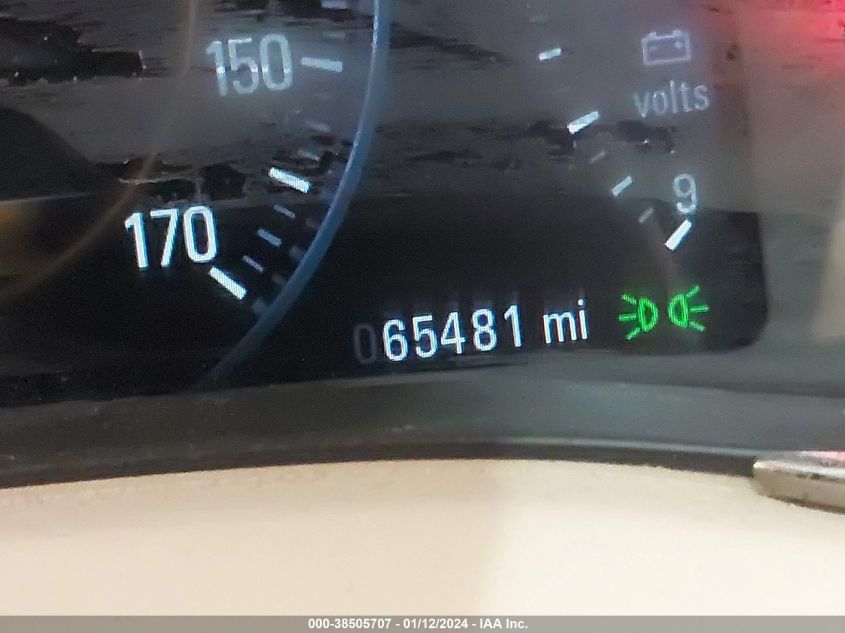 150
volts
9
170
065481 mi
000-38505707 - 01/12/2024 - IAA Inc.